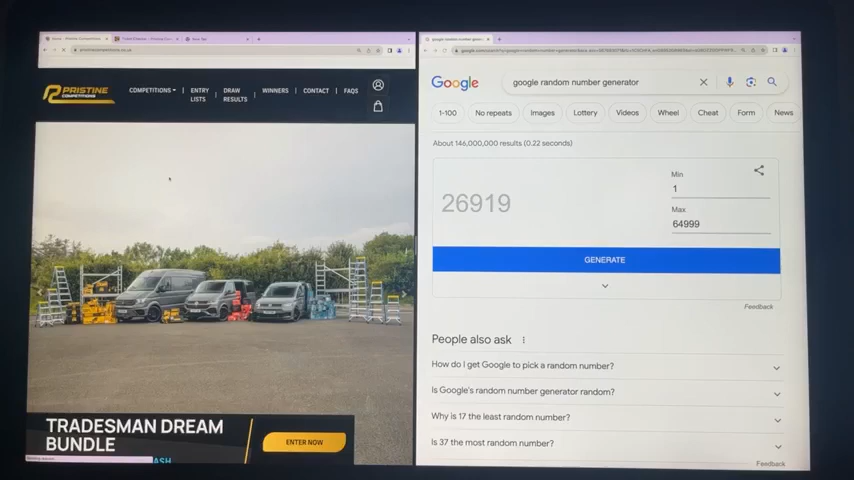 PRISTINE
COMPETITIONS
COMPETITIONS
ENTRY
LISTS
DRAW
RESULTS
WINNERS
CONTACT
FAQS
TRADESMAN DREAM
BUNDLE
ENTER NOW
Google
google random number generator
1-100
No repeats
Images
Lottery
Videos
Wheel
Cheat
Form
News
About 146,000,000 results (0.22 seconds)
26919
Min
1
Max
64999
GENERATE
Feedback
People also ask
How do I get Google to pick a random number?
Is Google's random number generator random?
Why is 17 the least random number?
Is 37 the most random number?
Feedback